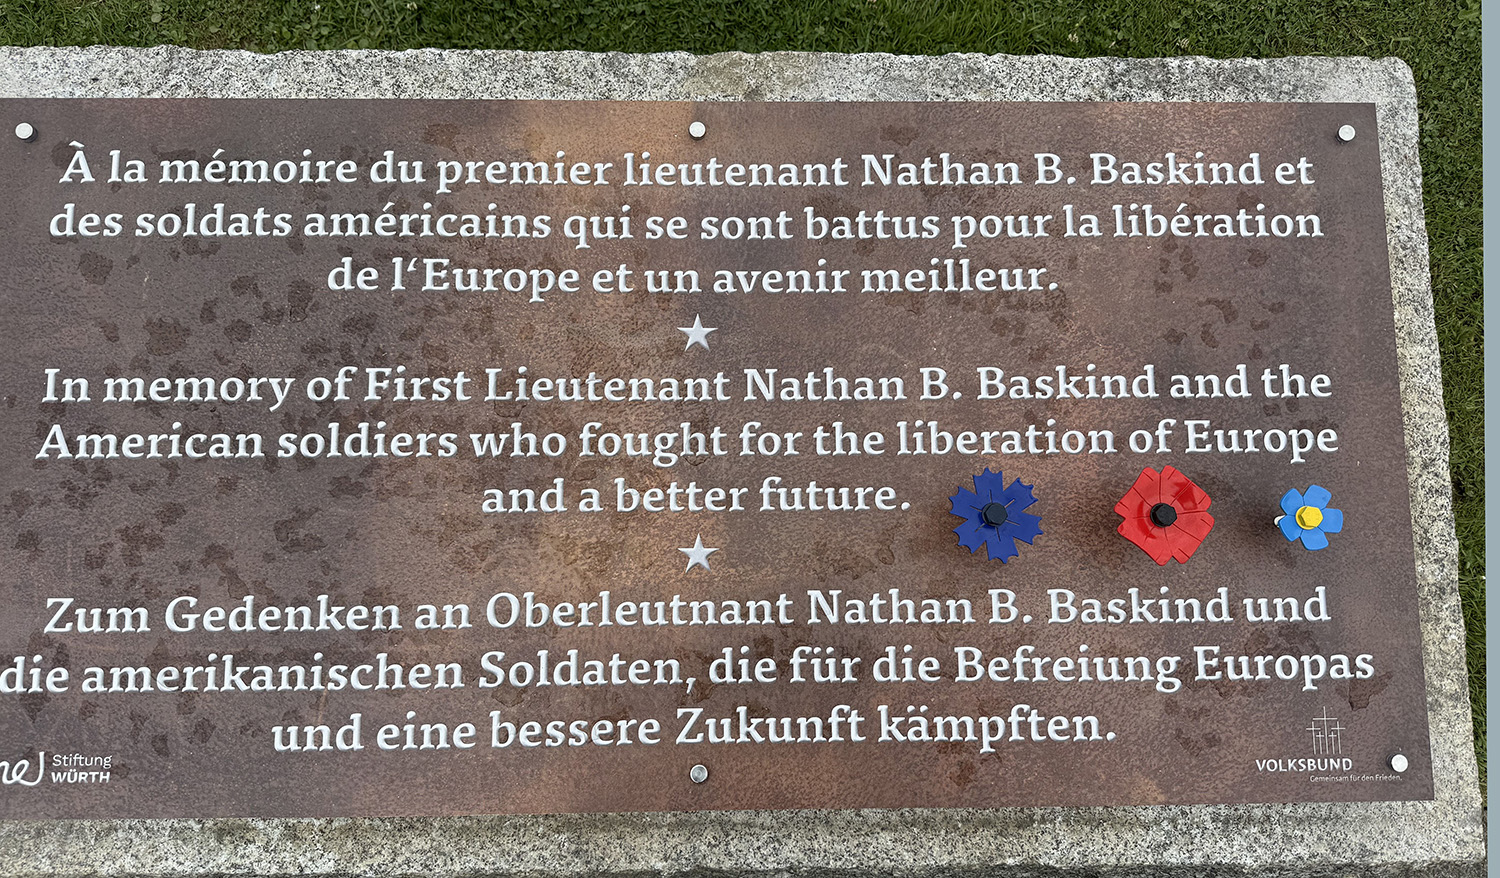 À la mémoire du premier lieutenant Nathan B. Baskind et
des soldats américains qui se sont battus pour la libération
de l‘Europe et un avenir meilleur.
In memory of First Lieutenant Nathan B. Baskind and the
American soldiers who fought for the liberation of Europe
and a better future.
Zum Gedenken an Oberleutnant Nathan B. Baskind und
die amerikanischen Soldaten, die für die Befreiung Europas
und eine bessere Zukunft kämpften.
Stiftung
WÜRTH
VOLKSBUND
Gemeinsam für den Frieden.